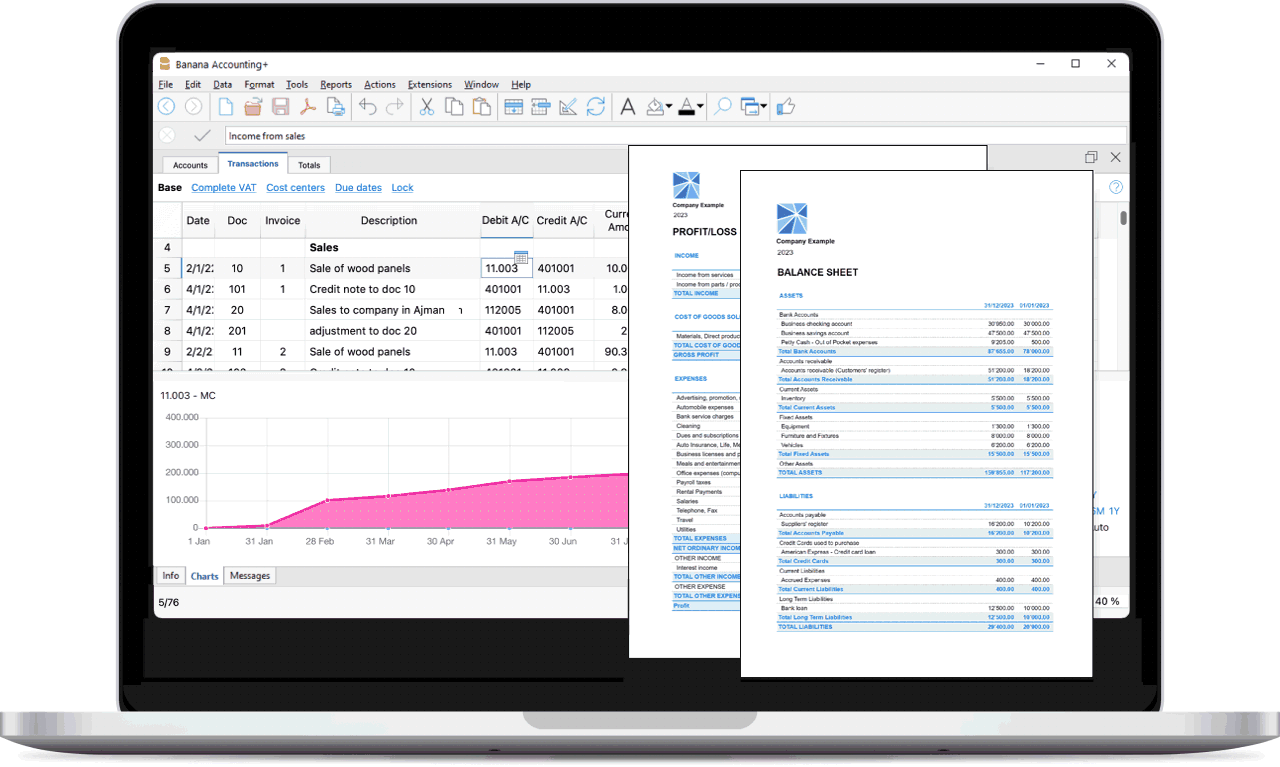 Banana Accounting+
File Edit Data Format Tools Reports Actions Extensions Window Help
Income from sales
Accounts Transactions Totals
Base Complete VAT Cost centers Due dates Lock
Date Doc Invoice Description Debit A/C Credit A/C
4 Sales
5 2/1/2 10 1 Sale of wood panels 11.003 401001 10.0
6 4/1/2 101 1 Credit note to doc 10 401001 11.003 1.0
7 4/1/2 20 Sales to company in Ajman 112005 401001 8.0
8 4/1/2 201 adjustment to doc 20 401001 112005 2
9 2/2/2 11 2 Sale of wood panels 11.003 401001 90.3
11.003 - MC
400.000
300.000
200.000
100.000
0
1 Jan 31 Jan 28 Feb 31 Mar 30 Apr 31 May 30 Jun 31 J
Info Charts Messages
5/76
Company Example
2023
PROFIT/LOSS
INCOME
Income from services
Income from parts / proc
TOTAL INCOME
COST OF GOODS SOL
Materials, Direct produc
TOTAL COST OF GOOD
GROSS PROFIT
EXPENSES
Advertising, promotion,
Automobile expenses
Bank service charges
Cleaning
Dues and subscriptions
Auto Insurance, Life, Me
Business licenses and p
Meals and entertainmen
Office expenses (compu
Payroll taxes
Rental Payments
Salaries
Telephone, Fax
Travel
Utilities
TOTAL EXPENSES
NET ORDINARY INCOM
OTHER INCOME
Interest income
TOTAL OTHER INCOME
OTHER EXPENSE
TOTAL OTHER EXPENS
Profit
Company Example
2023
BALANCE SHEET
ASSETS
31/12/2023 01/01/2023
Bank Accounts
Business checking account 30'950.00 30'000.00
Business savings account 47'500.00 47'500.00
Petty Cash - Out of Pocket expenses 9'205.00 500.00
Total Bank Accounts 87'655.00 78'000.00
Accounts receivable
Accounts receivable (Customers' register) 51'200.00 18'200.00
Total Accounts Receivable 51'200.00 18'200.00
Current Assets
Inventory 5'500.00 5'500.00
Total Current Assets 5'500.00 5'500.00
Fixed Assets
Equipment 1'300.00 1'300.00
Furniture and Fixtures 8'000.00 8'000.00
Vehicles 6'200.00 6'200.00
Total Fixed Assets 15'500.00 15'500.00
Other Assets
TOTAL ASSETS 117'200.00
LIABILITIES
31/12/2023 01/01/2023
Accounts payable
Suppliers' register 16'200.00 10'200.00
Total Accounts Payable 16'200.00 10'200.00
Credit Cards used to purchase
American Express - Credit card loan 300.00 300.00
Total Credit Cards 300.00 300.00
Current Liabilities
Accrued Expenses 400.00 400.00
Total Current Liabilities 400.00 400.00
Long Term Liabilities
Bank loan 12'500.00 10'000.00
Total Long Term Liabilities 12'500.00 10'000.00
TOTAL LIABILITIES 29'400.00 20'900.00
Y
6M 1Y
uto
40 %